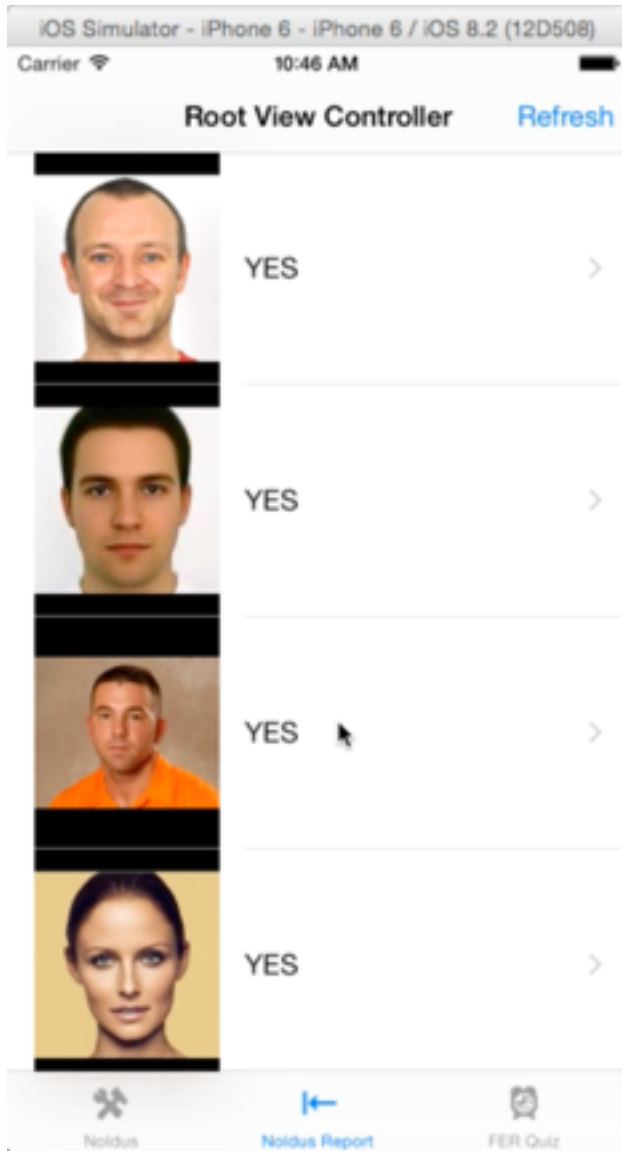 iOS Simulator - iPhone 6 - iPhone 6 / iOS 8.2 (12D508)
Carrier 10:46 AM
Root View Controller Refresh
YES
YES
YES
YES
Noldus Noldus Report FER Quiz